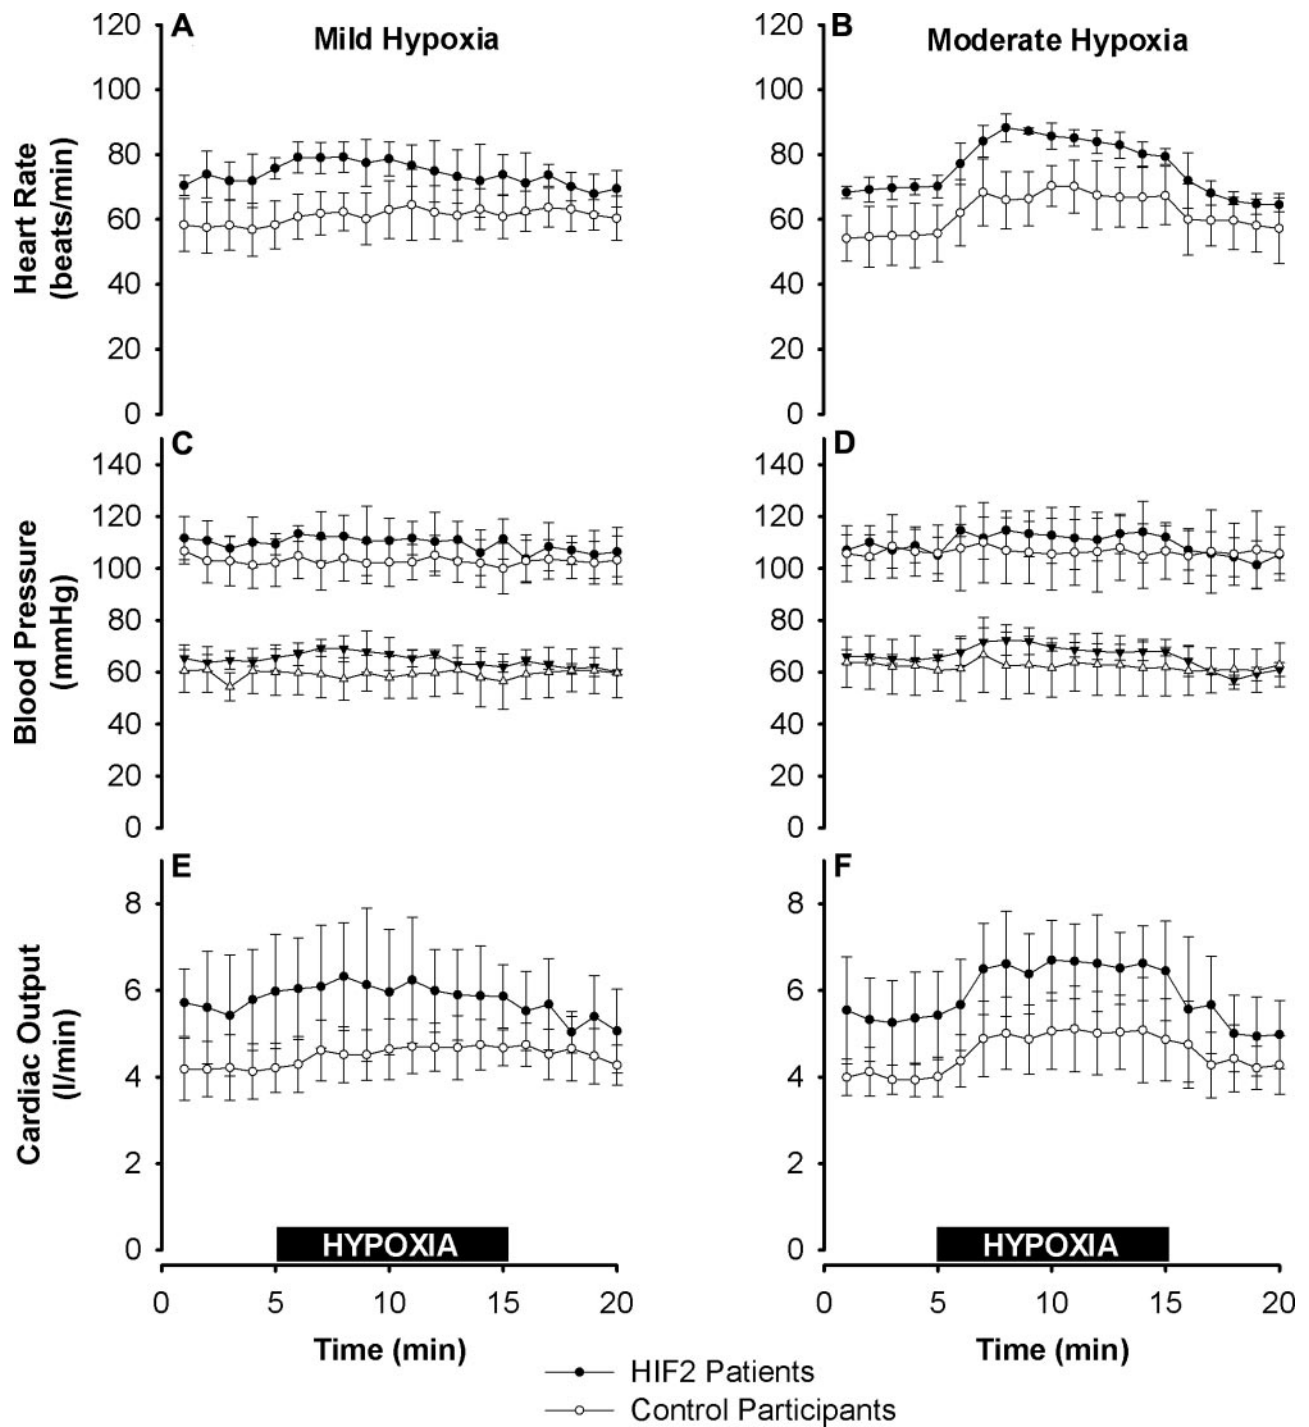 A
Mild Hypoxia
B
Moderate Hypoxia
Heart Rate
(beats/min)
120
100
80
60
40
20
0
120
100
80
60
40
20
0
C
D
Blood Pressure
(mmHg)
140
120
100
80
60
40
20
0
140
120
100
80
60
40
20
0
E
F
Cardiac Output
(l/min)
8
6
4
2
0
8
6
4
2
0
HYPOXIA
HYPOXIA
0 5 10 15 20
0 5 10 15 20
Time (min)
Time (min)
HIF2 Patients
Control Participants